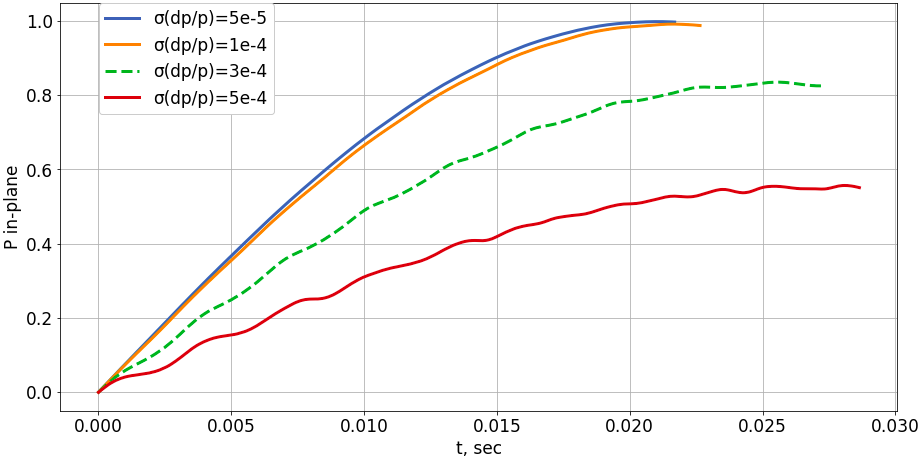 σ(dp/p)=5e-5
σ(dp/p)=1e-4
σ(dp/p)=3e-4
σ(dp/p)=5e-4
1.0
0.8
0.6
0.4
0.2
0.0
P in-plane
0.000 0.005 0.010 0.015 0.020 0.025 0.030
t, sec